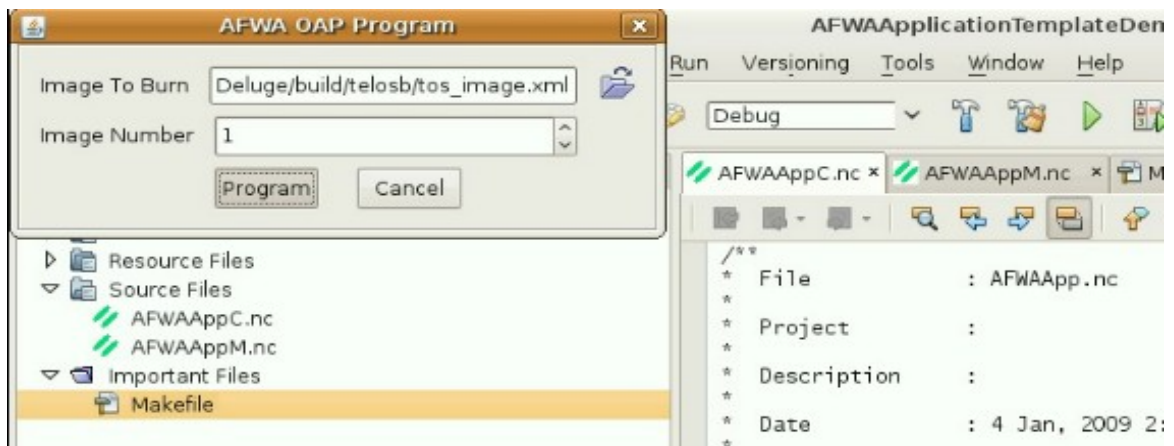 AFWA OAP Program
Image To Burn Deluge/build/telosb/tos_image.xml
Image Number 1
Program Cancel
Resource Files
Source Files
AFWAAppC.nc
AFWAAppM.nc
Important Files
Makefile
AFWAApplicationTemplateDen
Run Versioning Tools Window Help
Debug
AFWAAppC.nc × AFWAAppM.nc × M
/**
* File : AFWAApp.nc
*
* Project :
*
* Description :
*
* Date : 4 Jan, 2009 2:
*